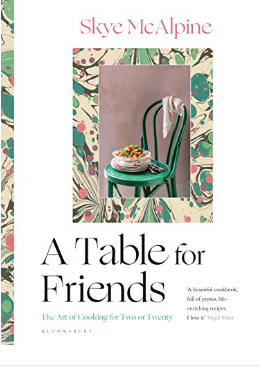 Skye McAlpine
A Table for
Friends
The Art of Cooking for Two or Twenty
'A beautiful cookbook,
full of joyous, life-
enriching recipes.
I love it' Nigel Slater
BLOOMSBURY